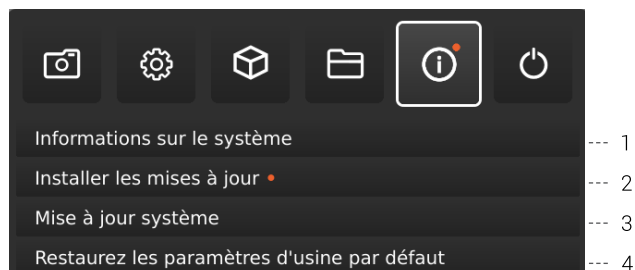 Informations sur le système --- 1
Installer les mises à jour • --- 2
Mise à jour système --- 3
Restaurez les paramètres d'usine par défaut --- 4